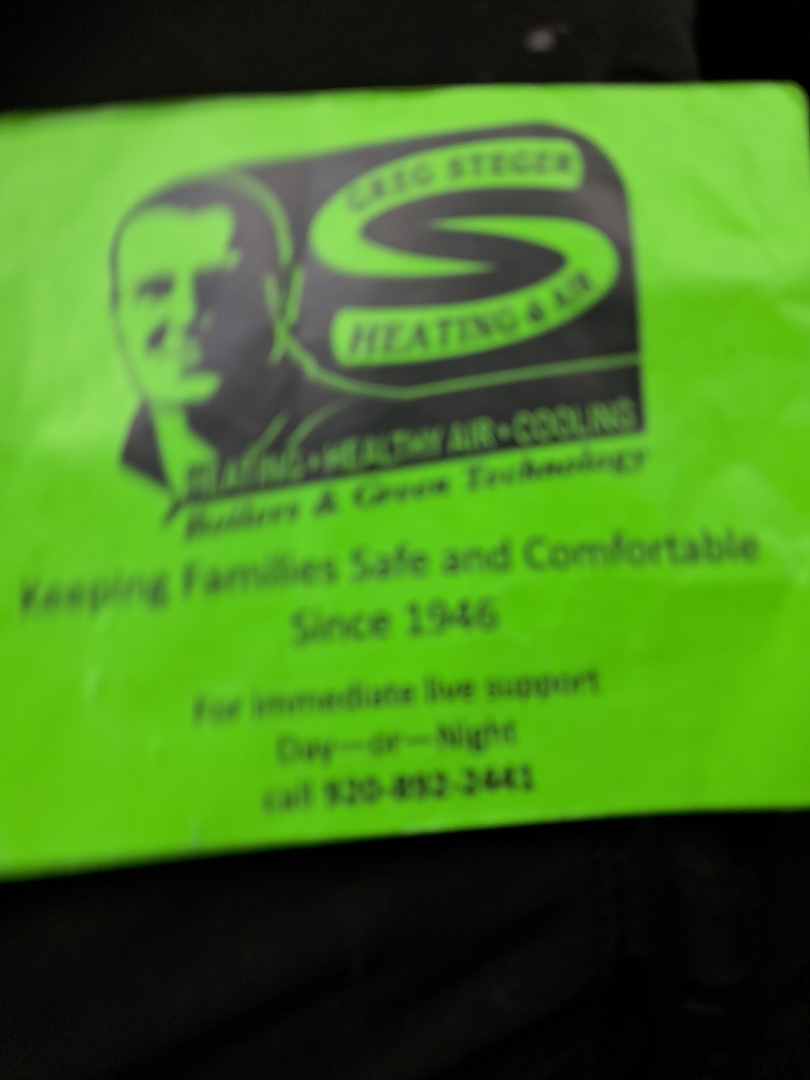 GREG STEGER
HEATING & AIR
HEATING • HEALTHY AIR • COOLING
Boilers & Green Technology
Keeping Families Safe and Comfortable
Since 1946
For immediate live support
Day—or—Night
call 920-892-2441